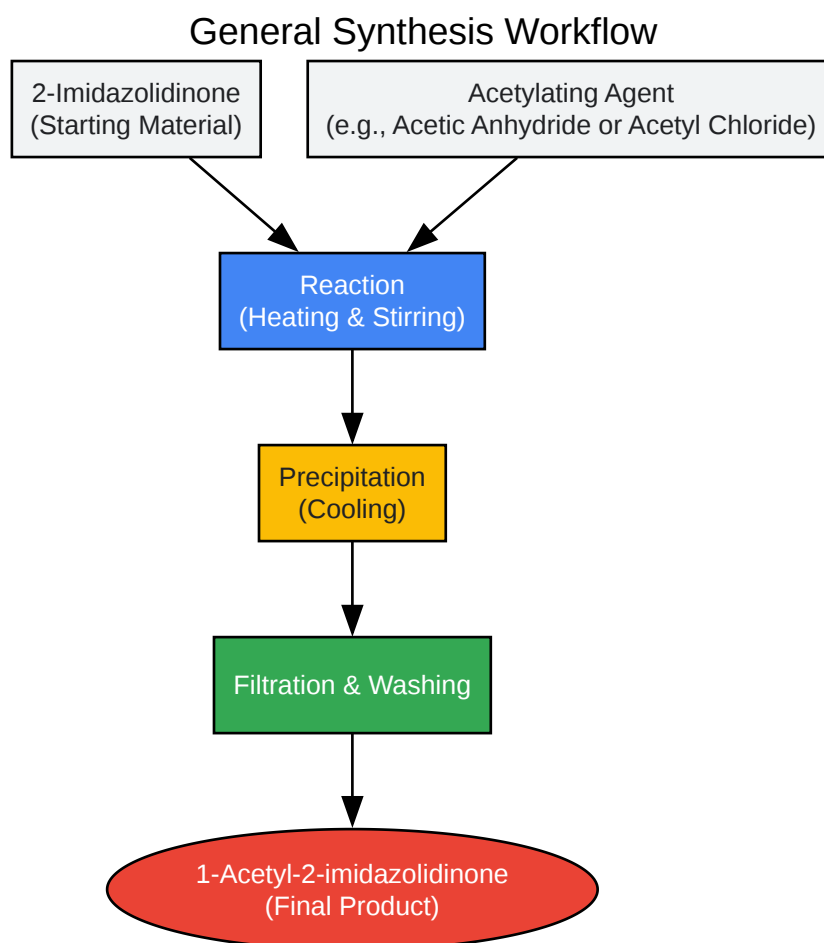 General Synthesis Workflow
2-Imidazolidinone
(Starting Material)
Acetylating Agent
(e.g., Acetic Anhydride or Acetyl Chloride)
Reaction
(Heating & Stirring)
Precipitation
(Cooling)
Filtration & Washing
1-Acetyl-2-imidazolidinone
(Final Product)